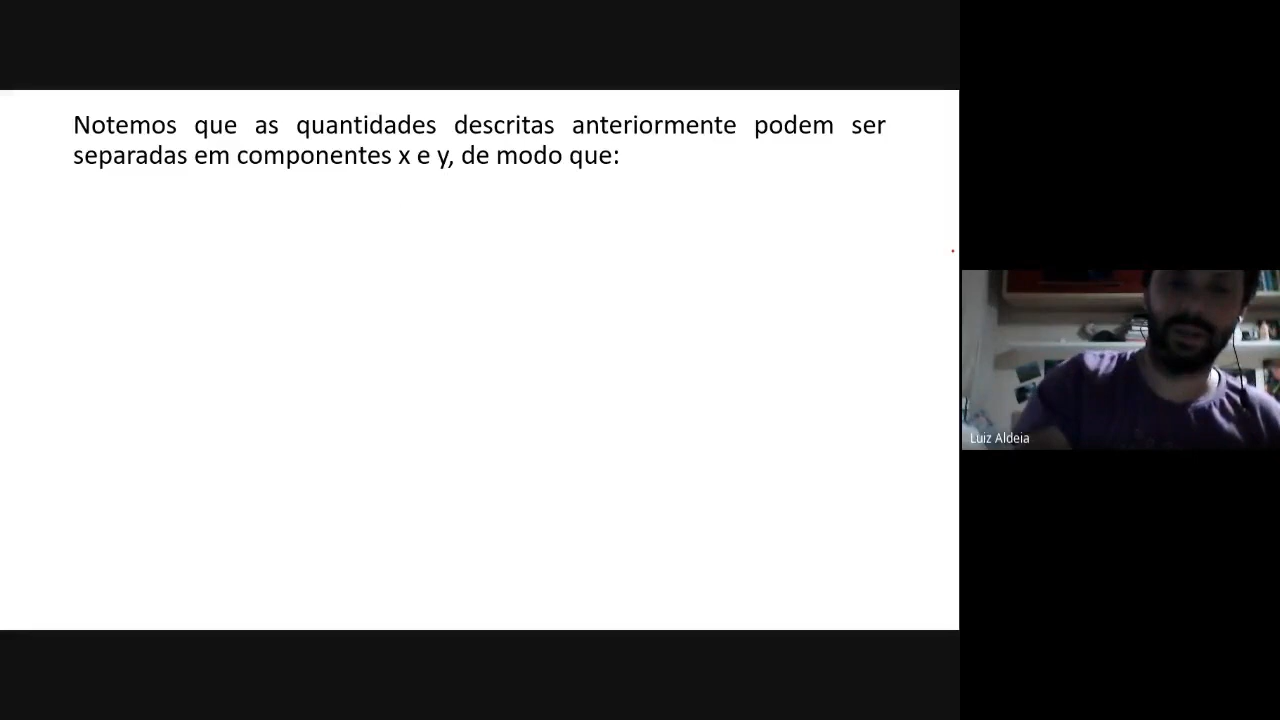 Notemos que as quantidades descritas anteriormente podem ser
separadas em componentes x e y, de modo que:
Luiz Aldeia